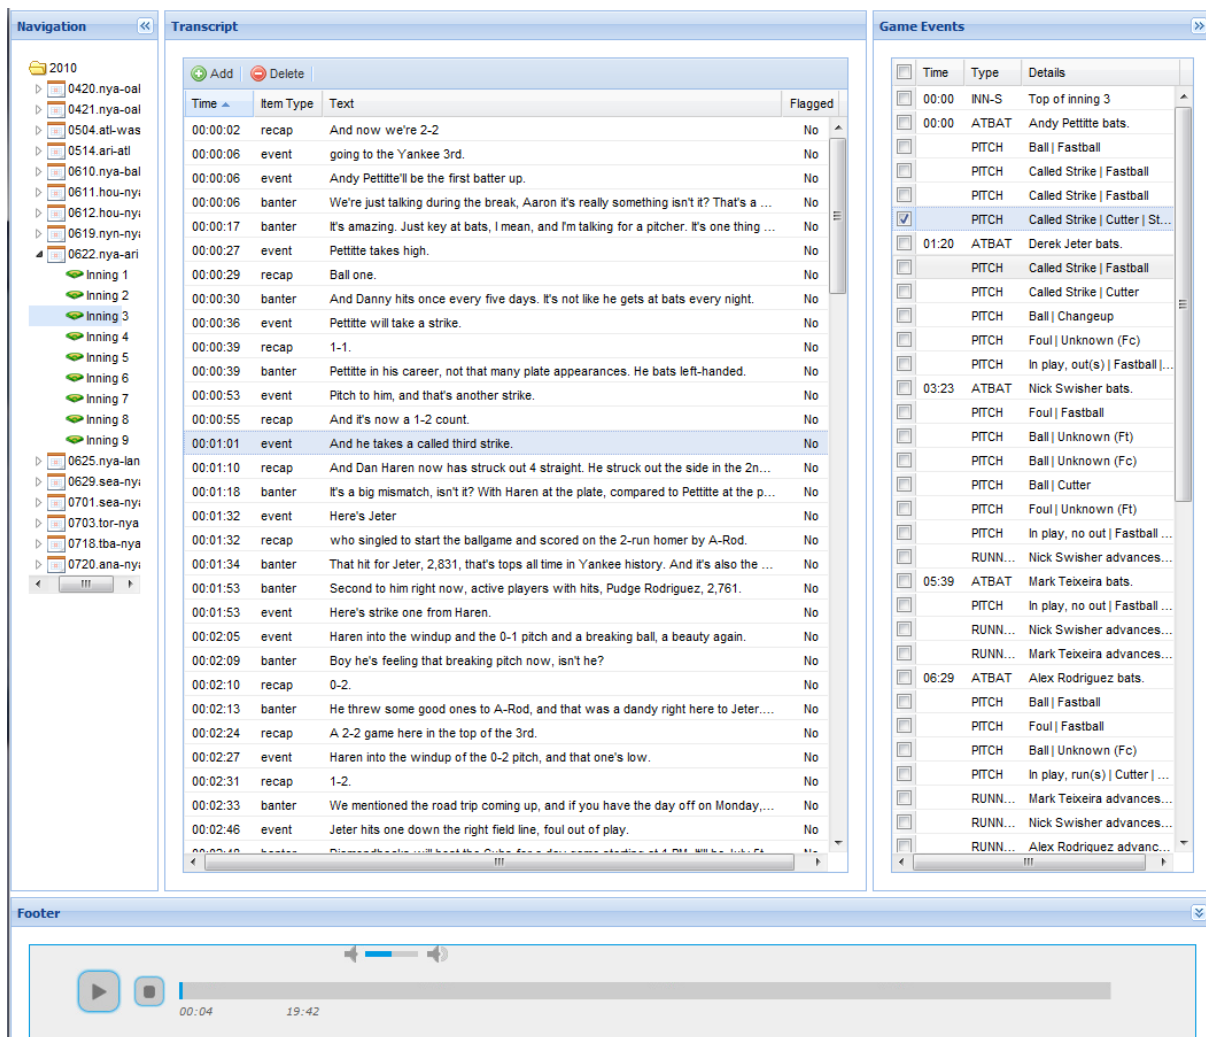 Navigation
2010
0420.nya-oal
0421.nya-oal
0504.atl-was
0514.ari-atl
0610.nya-bal
0611.hou-nya
0612.hou-nya
0619.nyn-nya
0622.nya-ari
Inning 1
Inning 2
Inning 3
Inning 4
Inning 5
Inning 6
Inning 7
Inning 8
Inning 9
0625.nya-lan
0629.sea-nya
0701.sea-nya
0703.tor-nya
0718.tba-nya
0720.ana-nya
Transcript
Add Delete
Time Item Type Text Flagged
00:00:02 recap And now we're 2-2 No
00:00:06 event going to the Yankee 3rd. No
00:00:06 event Andy Pettitte'll be the first batter up. No
00:00:06 banter We're just talking during the break, Aaron it's really something isn't it? That's a ... No
00:00:17 banter It's amazing. Just key at bats, I mean, and I'm talking for a pitcher. It's one thing ... No
00:00:27 event Pettitte takes high. No
00:00:29 recap Ball one. No
00:00:30 banter And Danny hits once every five days. It's not like he gets at bats every night. No
00:00:36 event Pettitte will take a strike. No
00:00:39 recap 1-1. No
00:00:39 banter Pettitte in his career, not that many plate appearances. He bats left-handed. No
00:00:53 event Pitch to him, and that's another strike. No
00:00:55 recap And it's now a 1-2 count. No
00:01:01 event And he takes a called third strike. No
00:01:10 recap And Dan Haren now has struck out 4 straight. He struck out the side in the 2n... No
00:01:18 banter It's a big mismatch, isn't it? With Haren at the plate, compared to Pettitte at the p... No
00:01:32 event Here's Jeter No
00:01:32 recap who singled to start the ballgame and scored on the 2-run homer by A-Rod. No
00:01:34 banter That hit for Jeter, 2,831, that's tops all time in Yankee history. And it's also the ... No
00:01:53 banter Second to him right now, active players with hits, Pudge Rodriguez, 2,761. No
00:01:53 event Here's strike one from Haren. No
00:02:05 event Haren into the windup and the 0-1 pitch and a breaking ball, a beauty again. No
00:02:09 banter Boy he's feeling that breaking pitch now, isn't he? No
00:02:10 recap 0-2. No
00:02:13 banter He threw some good ones to A-Rod, and that was a dandy right here to Jeter.... No
00:02:24 recap A 2-2 game here in the top of the 3rd. No
00:02:27 event Haren into the windup of the 0-2 pitch, and that one's low. No
00:02:31 recap 1-2. No
00:02:33 banter We mentioned the road trip coming up, and if you have the day off on Monday,... No
00:02:46 event Jeter hits one down the right field line, foul out of play. No
00:02:48 banter Diamondbacks will host the Cubs for a day game starting at 1 PM. It'll be July 5t... No
Game Events
Time Type Details
00:00 INN-S Top of inning 3
00:00 ATBAT Andy Pettitte bats.
PITCH Ball | Fastball
PITCH Called Strike | Fastball
PITCH Called Strike | Fastball
PITCH Called Strike | Cutter | St...
01:20 ATBAT Derek Jeter bats.
PITCH Called Strike | Fastball
PITCH Called Strike | Cutter
PITCH Ball | Changeup
PITCH Foul | Unknown (Fc)
PITCH In play, out(s) | Fastball |...
03:23 ATBAT Nick Swisher bats.
PITCH Foul | Fastball
PITCH Ball | Unknown (Ft)
PITCH Ball | Unknown (Fc)
PITCH Ball | Cutter
PITCH Foul | Unknown (Ft)
PITCH In play, no out | Fastball ...
RUNN... Nick Swisher advances...
05:39 ATBAT Mark Teixeira bats.
PITCH In play, no out | Fastball ...
RUNN... Nick Swisher advances...
RUNN... Mark Teixeira advances...
06:29 ATBAT Alex Rodriguez bats.
PITCH Ball | Fastball
PITCH Foul | Fastball
PITCH Ball | Unknown (Fc)
PITCH In play, run(s) | Cutter | ...
RUNN... Mark Teixeira advances...
RUNN... Nick Swisher advances...
RUNN... Alex Rodriguez advanc...
Footer
00:04 19:42